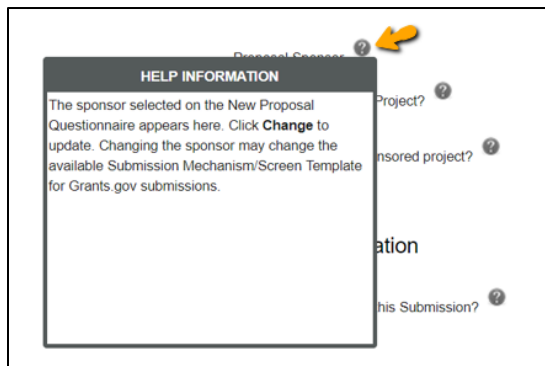 Proposal Sponsor
HELP INFORMATION
The sponsor selected on the New Proposal
Questionnaire appears here. Click Change to
update. Changing the sponsor may change the
available Submission Mechanism/Screen Template
for Grants.gov submissions.
Project?
nsored project?
ation
his Submission?